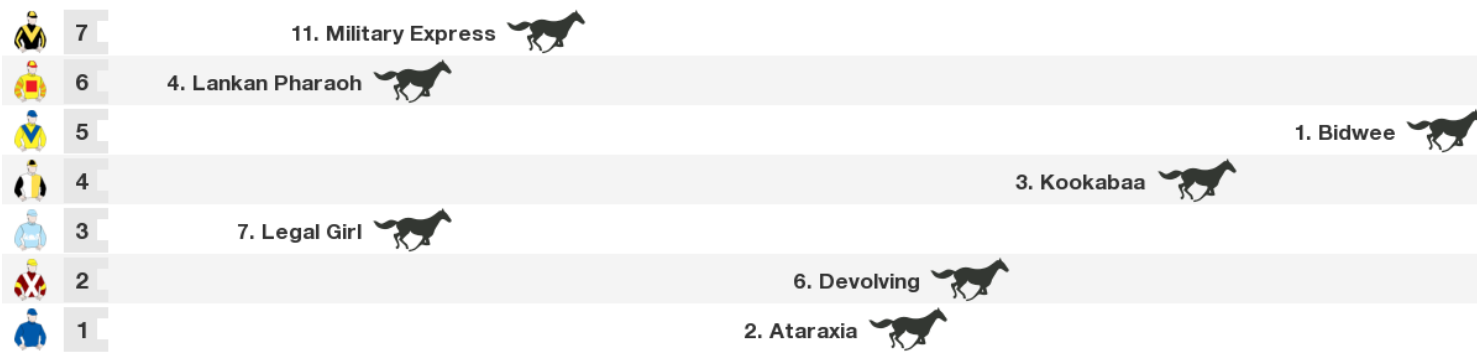 7 11. Military Express
6 4. Lankan Pharaoh
5 1. Bidwee
4 3. Kookabaa
3 7. Legal Girl
2 6. Devolving
1 2. Ataraxia